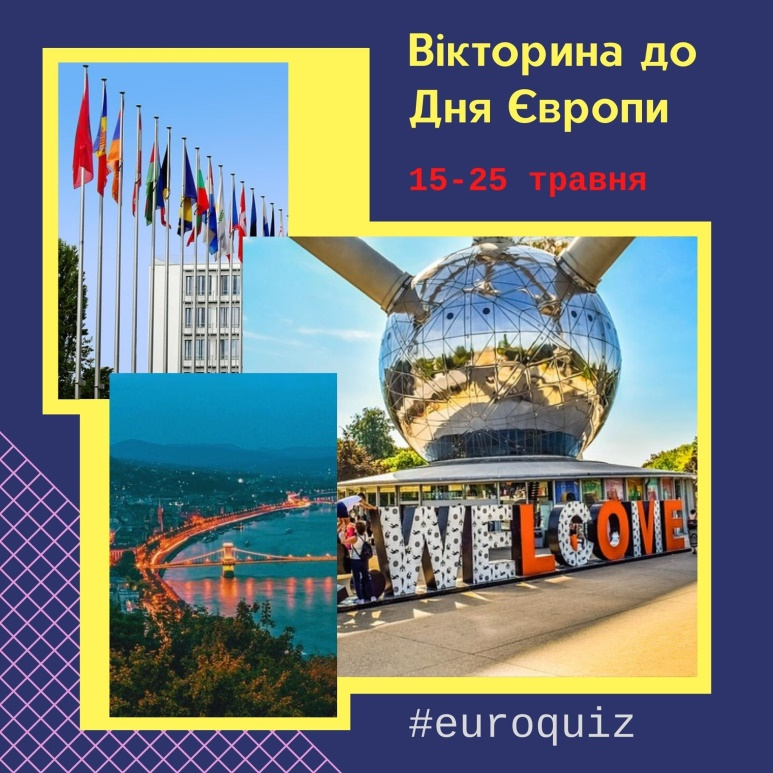 Вікторина до
Дня Європи
15-25 травня
WELCOME
#euroquiz